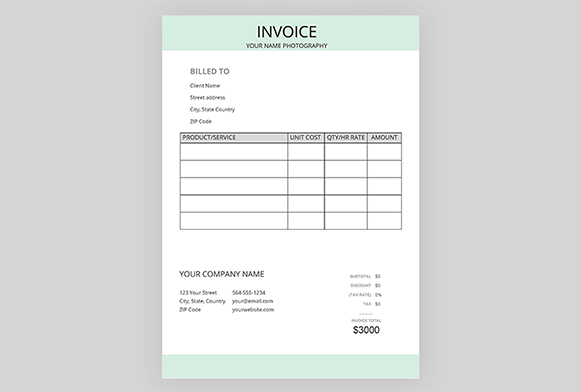 INVOICE
YOUR NAME PHOTOGRAPHY
BILLED TO
Client Name
Street address
City, State Country
ZIP Code
PRODUCT/SERVICE UNIT COST QTY/HR RATE AMOUNT
YOUR COMPANY NAME
123 Your Street 564-555-1234
City, State, Country your@email.com
ZIP Code yourwebsite.com
SUBTOTAL $0
DISCOUNT $0
(TAX RATE) 0%
TAX $0
INVOICE TOTAL
$3000